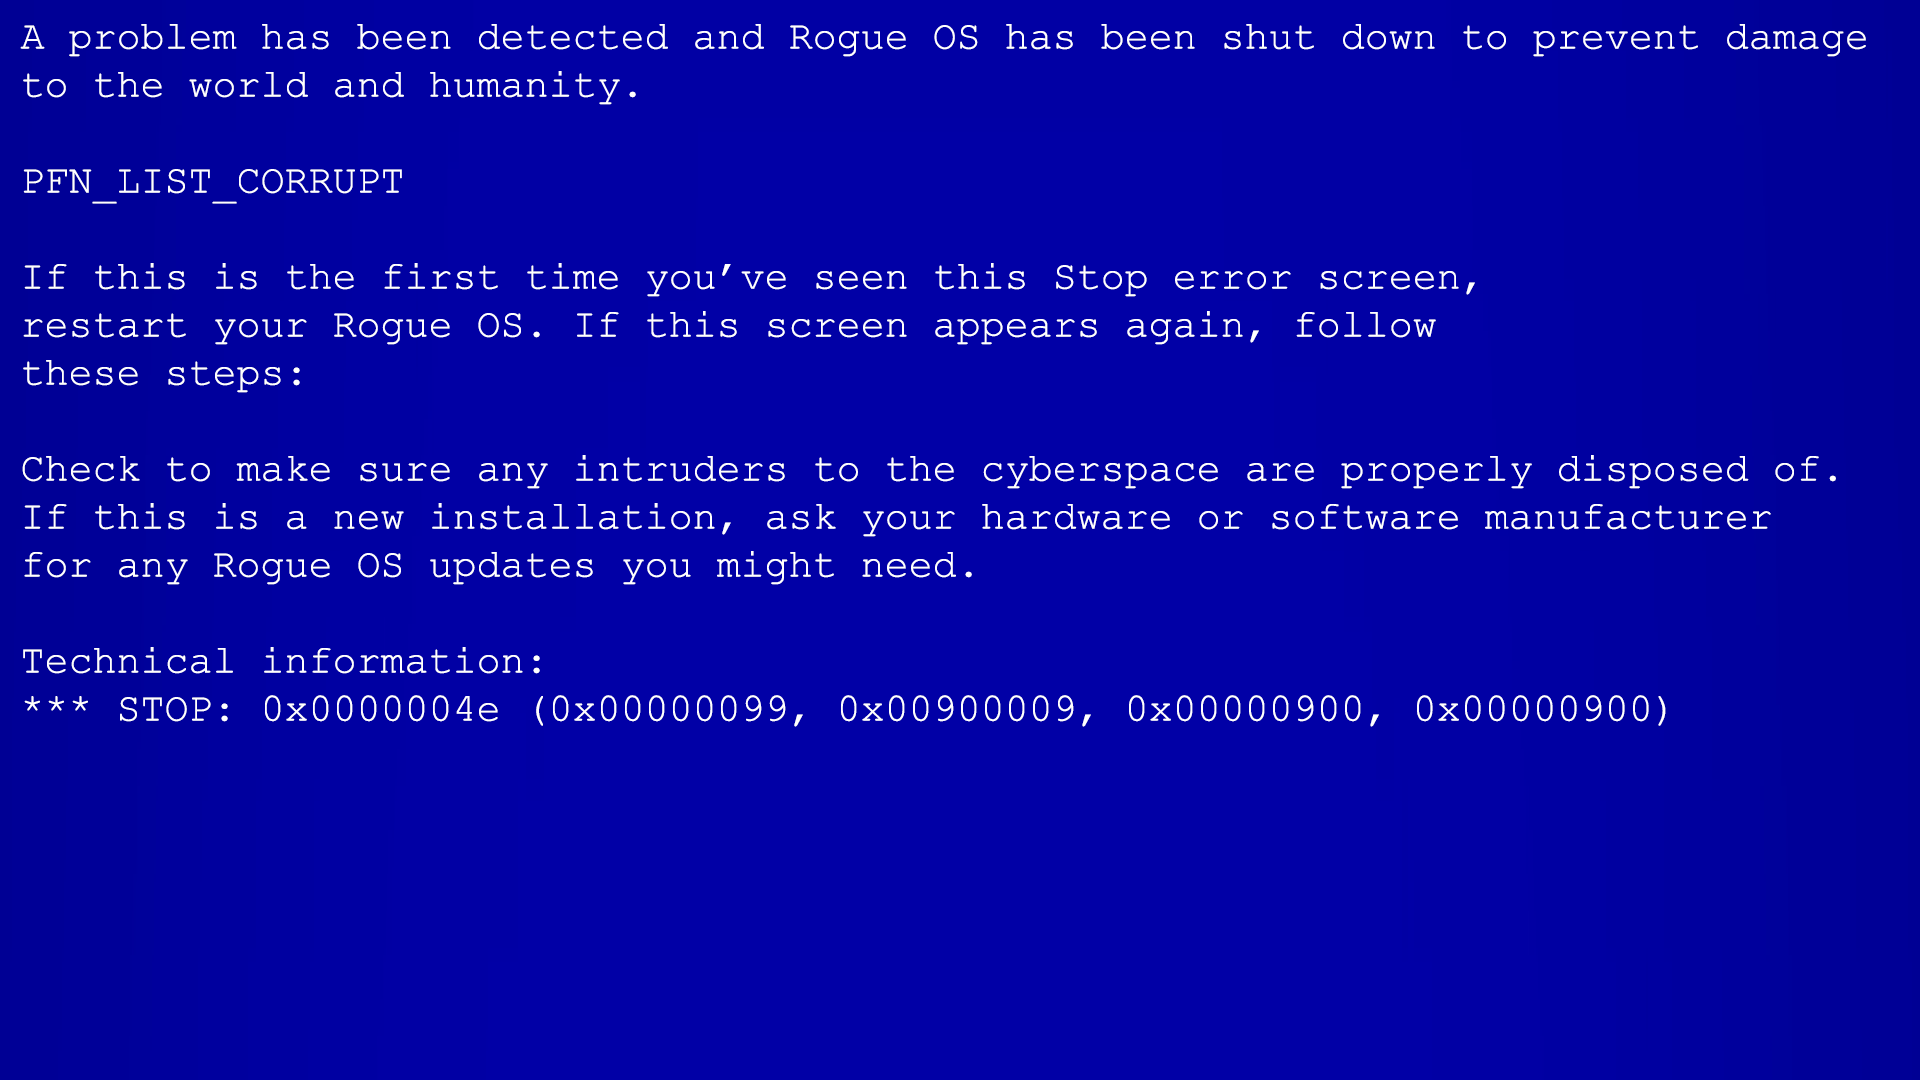 A problem has been detected and Rogue OS has been shut down to prevent damage
to the world and humanity.
PFN_LIST_CORRUPT
If this is the first time you’ve seen this Stop error screen,
restart your Rogue OS. If this screen appears again, follow
these steps:
Check to make sure any intruders to the cyberspace are properly disposed of.
If this is a new installation, ask your hardware or software manufacturer
for any Rogue OS updates you might need.
Technical information:
*** STOP: 0x0000004e (0x00000099, 0x00900009, 0x00000900, 0x00000900)